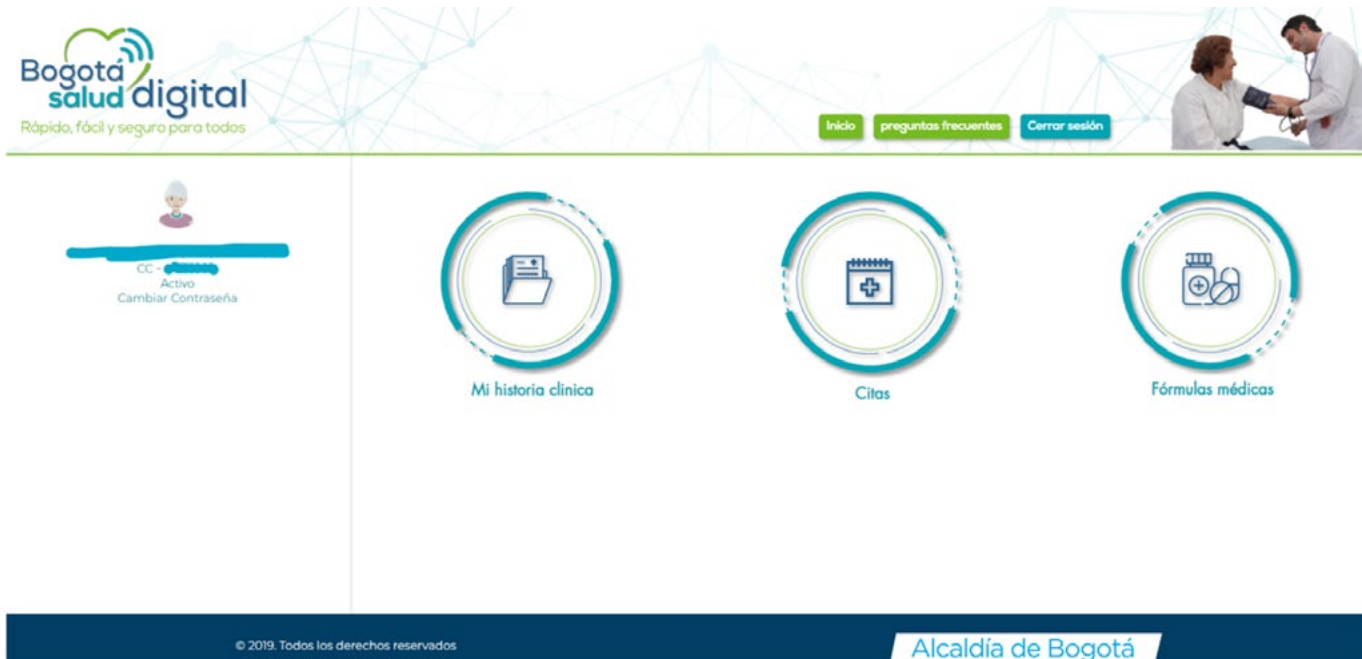 Bogotá
salud digital
Rápido, fácil y seguro para todos
Inicio
preguntas frecuentes
Cerrar sesión
CC -
Activo
Cambiar Contraseña
Mi historia clínica
Citas
Fórmulas médicas
© 2019. Todos los derechos reservados
Alcaldía de Bogotá